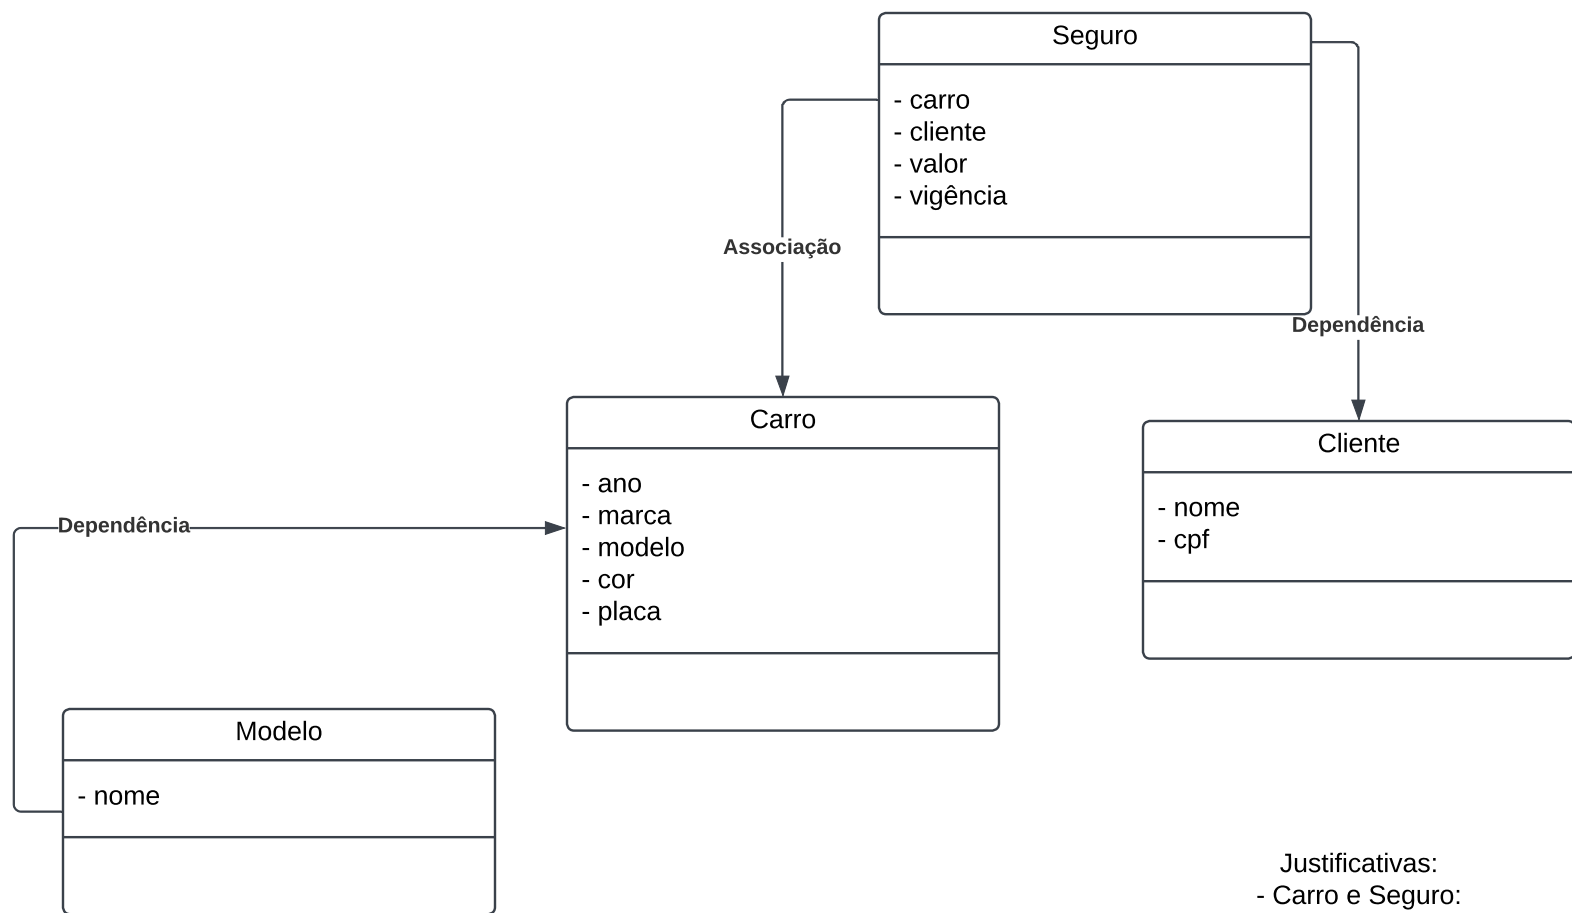 Seguro
- carro
- cliente
- valor
- vigência
Associação
Dependência
Carro
- ano
- marca
- modelo
- cor
- placa
Cliente
- nome
- cpf
Dependência
Modelo
- nome
Justificativas:
- Carro e Seguro: